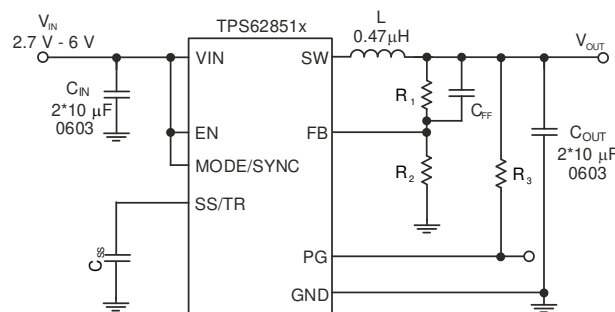 TPS62851x
V_IN
2.7 V - 6 V
VIN
SW
L
0.47µH
V_OUT
C_IN
2*10 µF
0603
R_1
C_FF
EN
FB
C_OUT
2*10 µF
0603
MODE/SYNC
R_2
R_3
SS/TR
C_SS
PG
GND